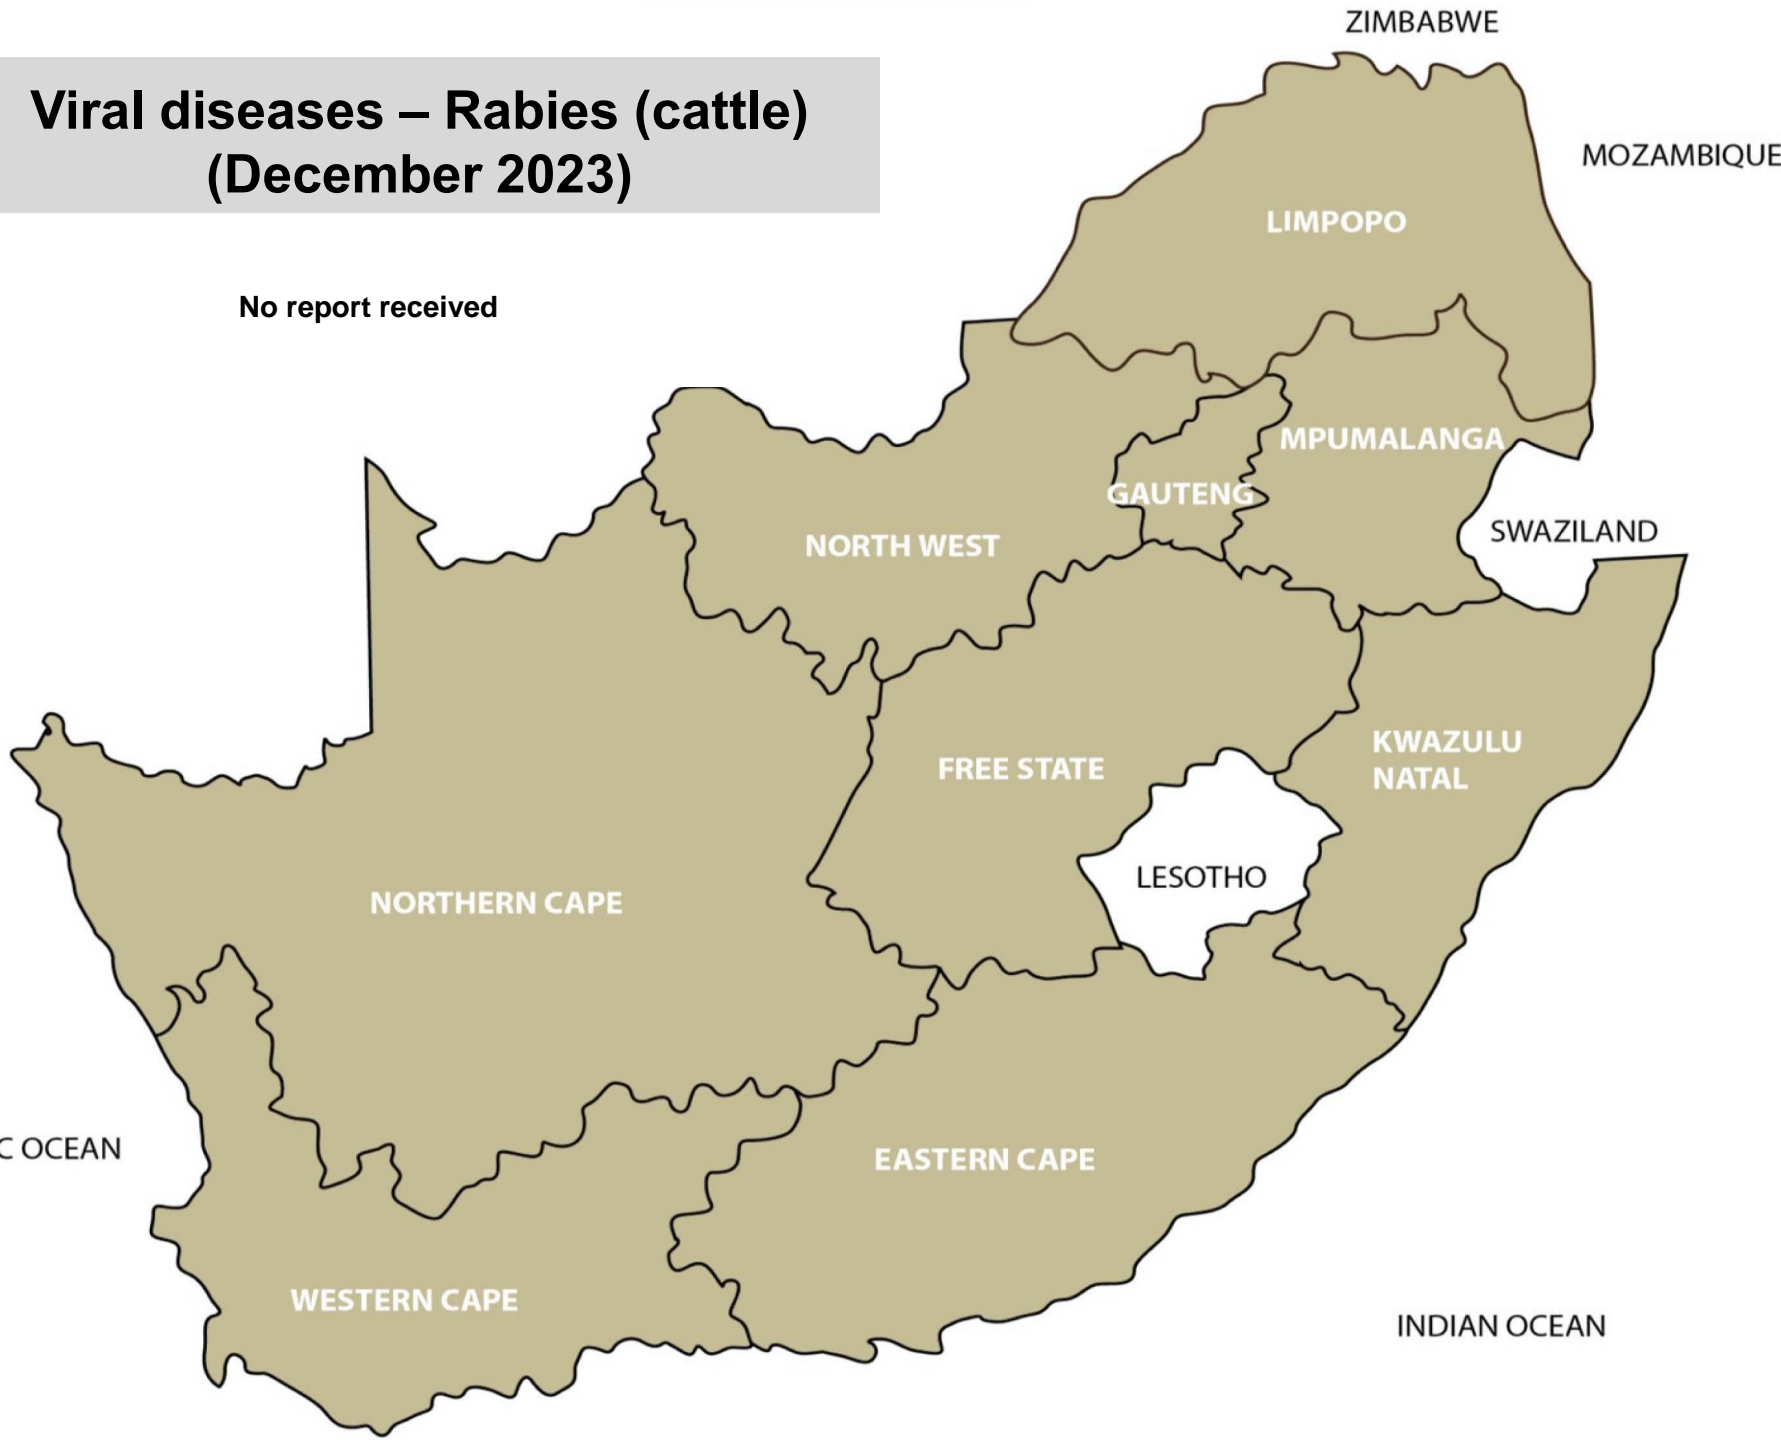 ZIMBABWE
Viral diseases – Rabies (cattle)
(December 2023)
MOZAMBIQUE
LIMPOPO
No report received
MPUMALANGA
GAUTENG
SWAZILAND
NORTH WEST
KWAZULU
NATAL
FREE STATE
LESOTHO
NORTHERN CAPE
C OCEAN
EASTERN CAPE
WESTERN CAPE
INDIAN OCEAN